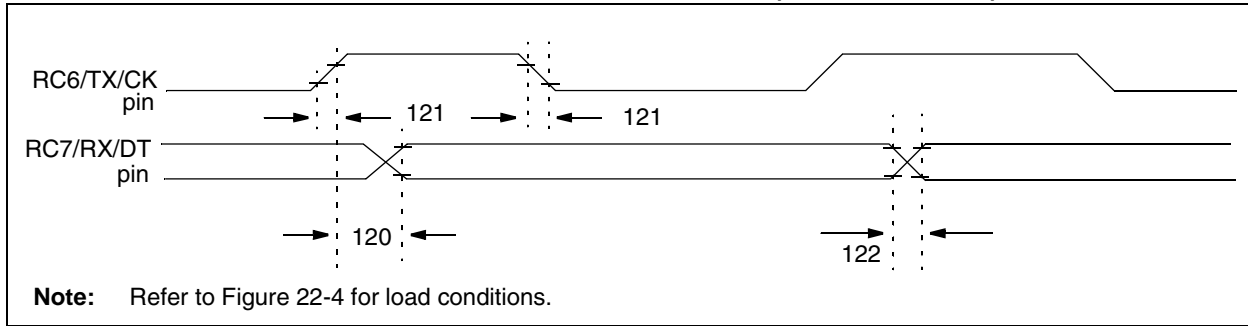 RC6/TX/CK
pin
121
121
RC7/RX/DT
pin
120
122
Note: Refer to Figure 22-4 for load conditions.